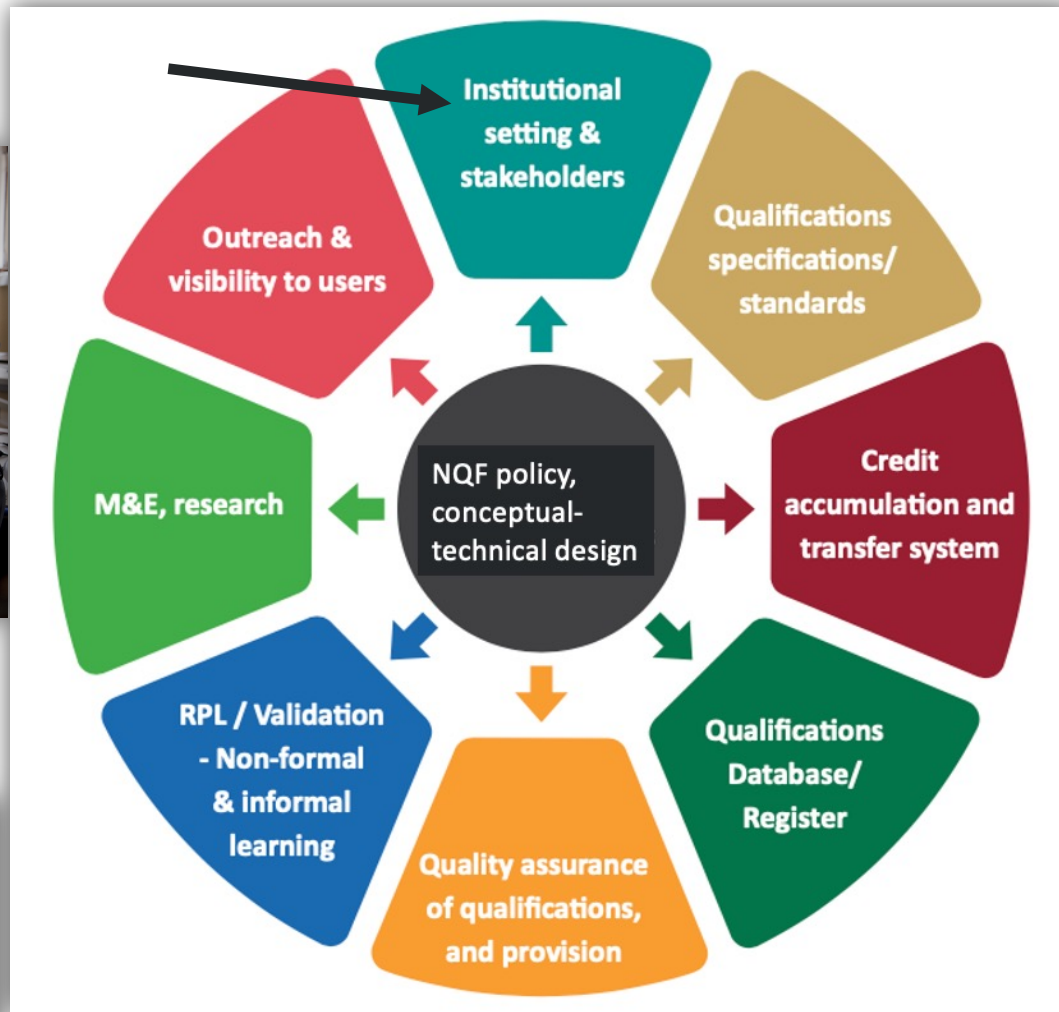 Institutional
setting &
stakeholders
Qualifications
specifications/
standards
Credit
accumulation and
transfer system
Qualifications
Database/
Register
Quality assurance
of qualifications,
and provision
RPL / Validation
- Non-formal
& informal
learning
M&E, research
Outreach &
visibility to users
NQF policy,
conceptual-
technical design